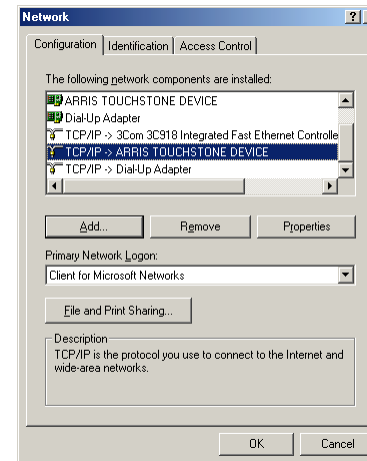 Network
?
Configuration Identification Access Control
The following network components are installed:
ARRIS TOUCHSTONE DEVICE
Dial-Up Adapter
TCP/IP -> 3Com 3C918 Integrated Fast Ethernet Controlle
TCP/IP -> ARRIS TOUCHSTONE DEVICE
TCP/IP -> Dial-Up Adapter
Add... Remove Properties
Primary Network Logon:
Client for Microsoft Networks
File and Print Sharing...
Description
TCP/IP is the protocol you use to connect to the Internet and
wide-area networks.
OK Cancel